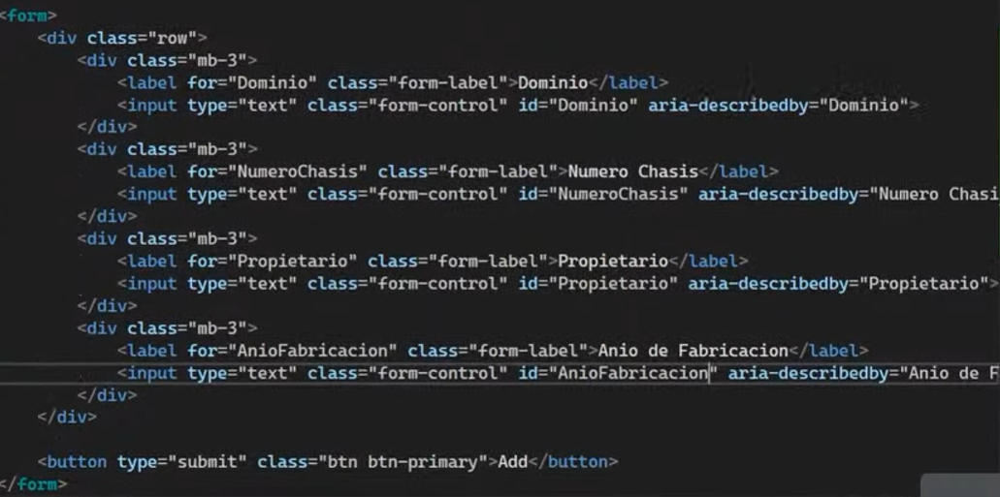 <form>
<div class="row">
<div class="mb-3">
<label for="Dominio" class="form-label">Dominio</label>
<input type="text" class="form-control" id="Dominio" aria-describedby="Dominio">
</div>
<div class="mb-3">
<label for="NumeroChasis" class="form-label">Numero Chasis</label>
<input type="text" class="form-control" id="NumeroChasis" aria-describedby="Numero Chasi
</div>
<div class="mb-3">
<label for="Propietario" class="form-label">Propietario</label>
<input type="text" class="form-control" id="Propietario" aria-describedby="Propietario">
</div>
<div class="mb-3">
<label for="AnioFabricacion" class="form-label">Anio de Fabricacion</label>
<input type="text" class="form-control" id="AnioFabricacion" aria-describedby="Anio de F
</div>
</div>
<button type="submit" class="btn btn-primary">Add</button>
</form>